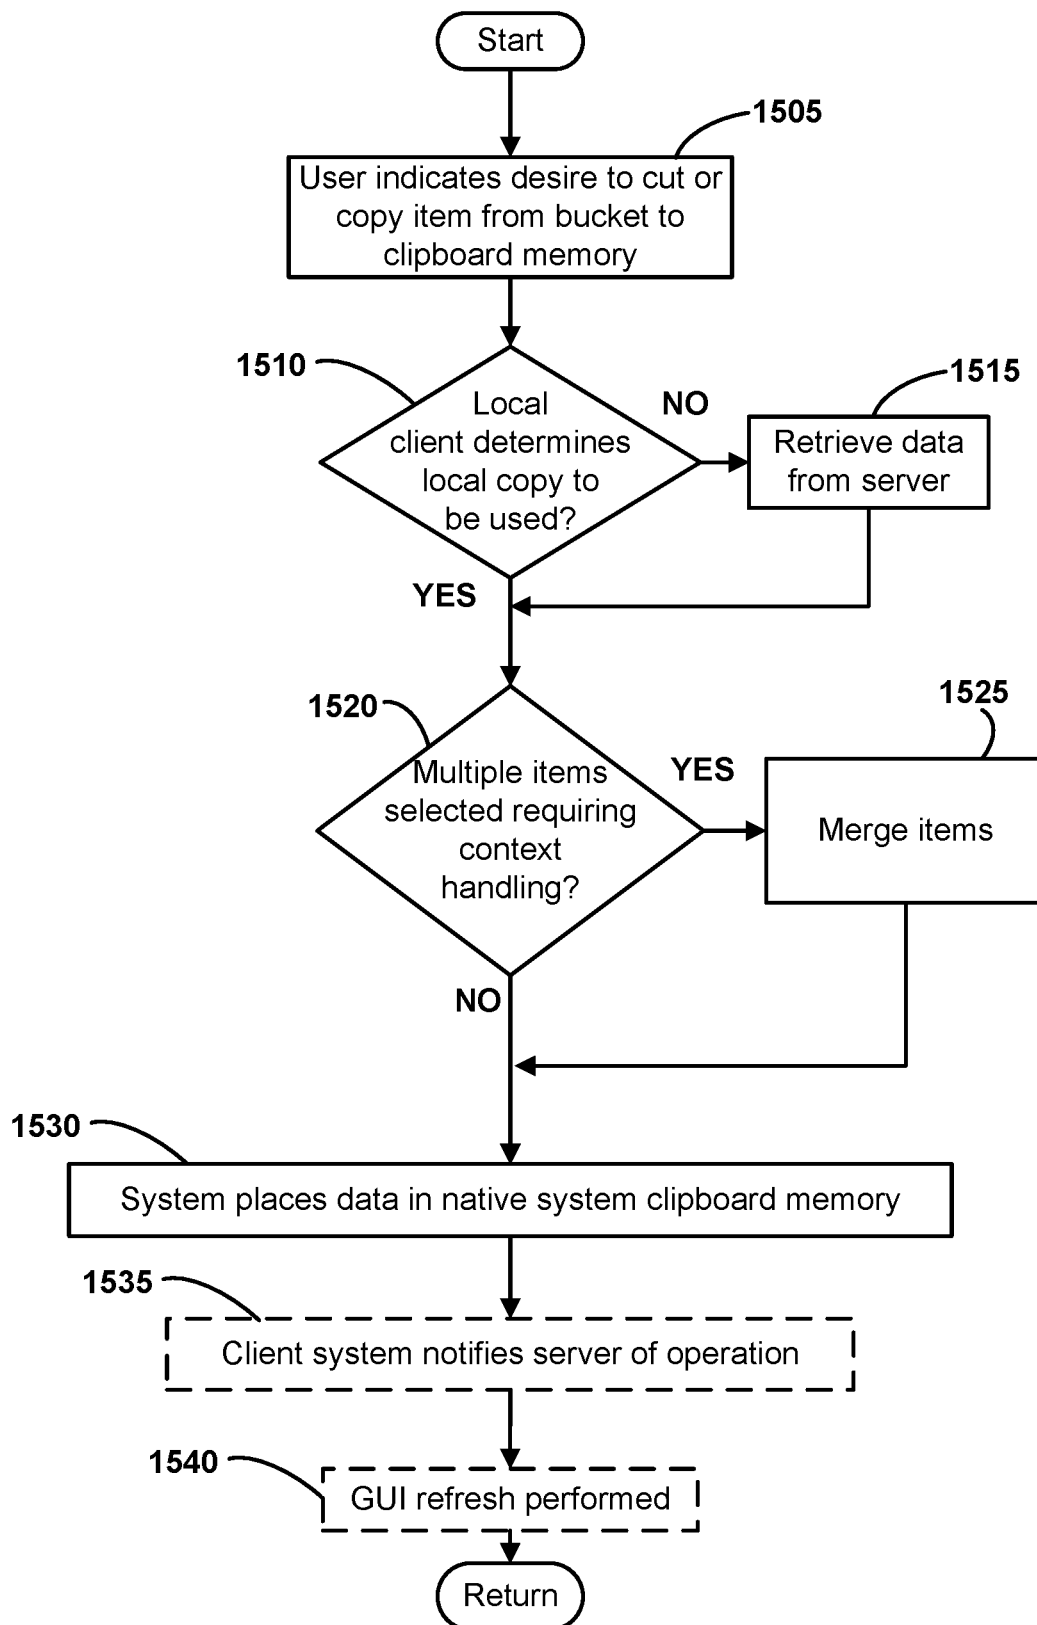 Start
1505
User indicates desire to cut or
copy item from bucket to
clipboard memory
1510
Local
client determines
local copy to
be used?
NO
1515
Retrieve data
from server
YES
1520
Multiple items
selected requiring
context
handling?
YES
1525
Merge items
NO
1530
System places data in native system clipboard memory
1535
Client system notifies server of operation
1540
GUI refresh performed
Return